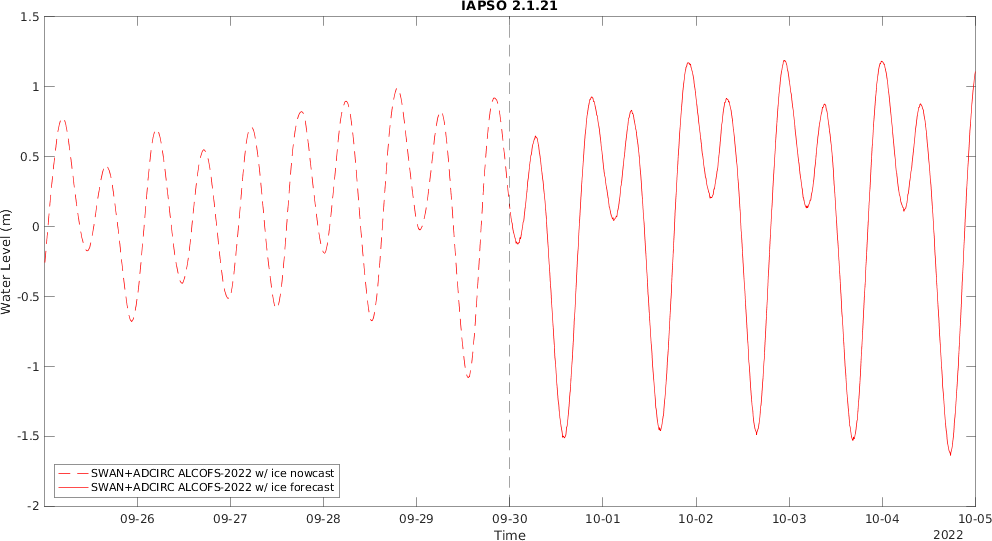 IAPSO 2.1.21
1.5
1
0.5
0
-0.5
-1
-1.5
-2
Water Level (m)
SWAN+ADCIRC ALCOFS-2022 w/ ice nowcast
SWAN+ADCIRC ALCOFS-2022 w/ ice forecast
09-26 09-27 09-28 09-29 09-30 10-01 10-02 10-03 10-04 10-05
Time
2022